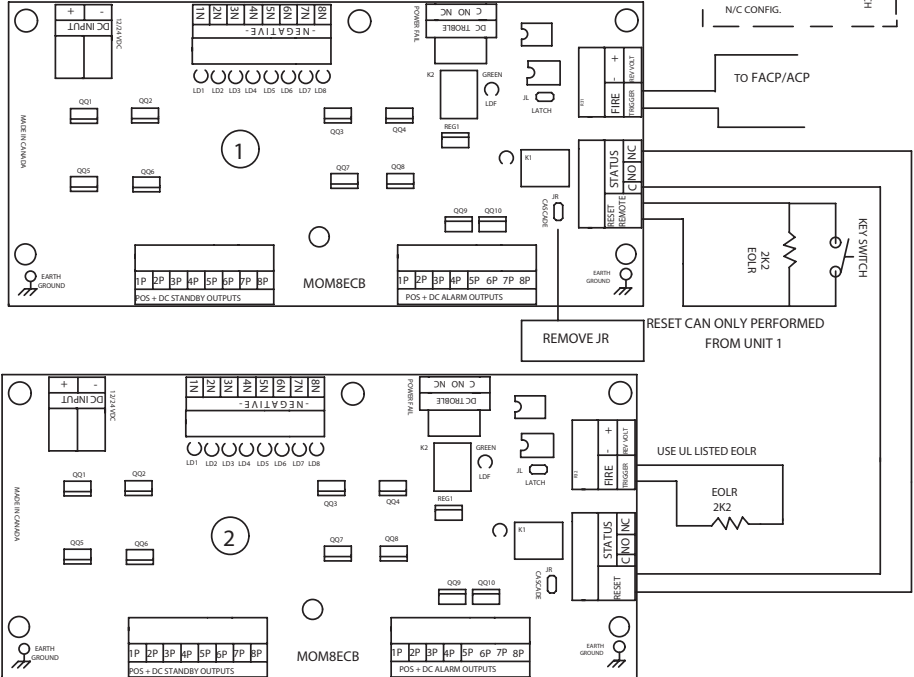 + -
DC INPUT
12/24 VDC
1N 2N 3N 4N 5N 6N 7N 8N
-NEGATIVE-
LD1 LD2 LD3 LD4 LD5 LD6 LD7 LD8
POWER FAIL
C NO NC
DC TROBLE
K2
GREEN
LDF
JL
LATCH
REG1
QQ1
QQ2
QQ3
QQ4
MADE IN CANADA
1
QQ5
QQ6
QQ7
QQ8
QQ9 QQ10
K1
JR
CASCADE
FIRE - +
TRIGGER REV VOLT
STATUS
C NO NC
RESET
REMOTE
EARTH
GROUND
1P 2P 3P 4P 5P 6P 7P 8P
POS + DC STANDBY OUTPUTS
MOM8ECB
1P 2P 3P 4P 5P 6P 7P 8P
POS + DC ALARM OUTPUTS
EARTH
GROUND
N/C CONFIG.
CH
TO FACP/ACP
2K2
EOLR
KEY SWITCH
REMOVE JR
RESET CAN ONLY PERFORMED
FROM UNIT 1
+ -
DC INPUT
12/24 VDC
1N 2N 3N 4N 5N 6N 7N 8N
-NEGATIVE-
LD1 LD2 LD3 LD4 LD5 LD6 LD7 LD8
POWER FAIL
C NO NC
DC TROBLE
K2
GREEN
LDF
JL
LATCH
REG1
QQ1
QQ2
QQ3
QQ4
MADE IN CANADA
2
QQ5
QQ6
QQ7
QQ8
QQ9 QQ10
K1
JR
CASCADE
FIRE - +
TRIGGER REV VOLT
STATUS
C NO NC
RESET
USE UL LISTED EOLR
EOLR
2K2
EARTH
GROUND
1P 2P 3P 4P 5P 6P 7P 8P
POS + DC STANDBY OUTPUTS
MOM8ECB
1P 2P 3P 4P 5P 6P 7P 8P
POS + DC ALARM OUTPUTS
EARTH
GROUND